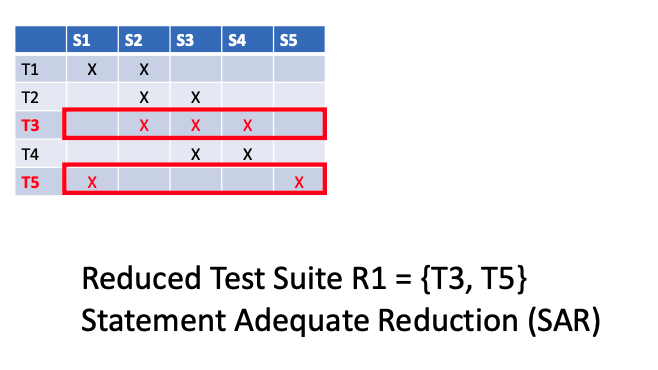 S1 S2 S3 S4 S5
T1 X X
T2 X X
T3 X X X
T4 X X
T5 X X
Reduced Test Suite R1 = {T3, T5}
Statement Adequate Reduction (SAR)